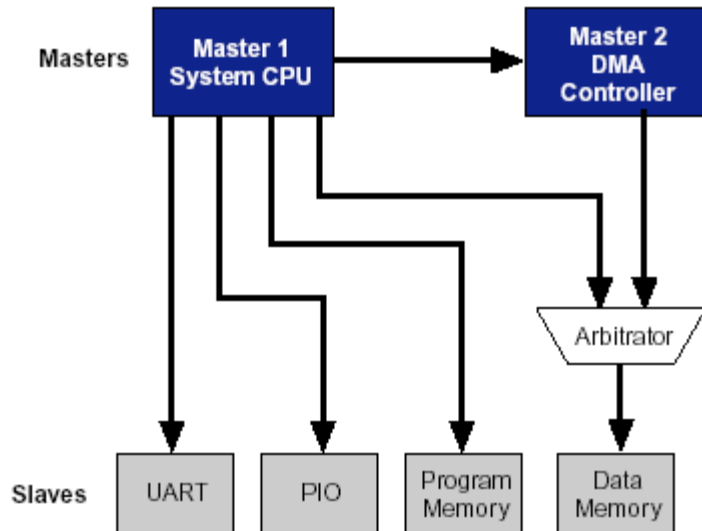 Masters
Master 1
System CPU
Master 2
DMA
Controller
Arbitrator
Slaves
UART
PIO
Program
Memory
Data
Memory